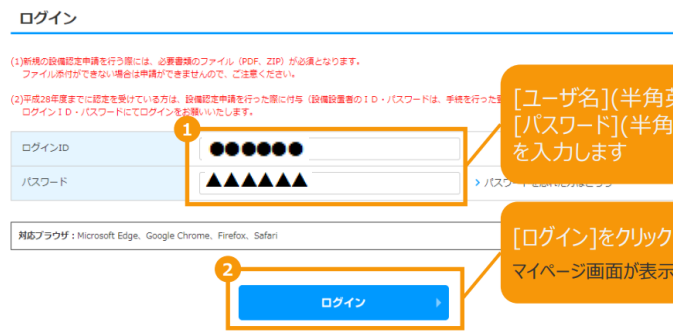 ログイン
(1)新規の設備認定申請を行う際には、必要書類のファイル（PDF、ZIP）が必須となります。
ファイル添付ができない場合は申請ができませんので、ご注意ください。
(2)平成28年度までに認定を受けている方は、設備認定申請を行った際に付与（設備設置者のＩＤ・パスワードは、手続を行った
ログインＩＤ・パスワードにてログインをお願いいたします。
[ユーザ名](半角
[パスワード](半角
を入力します
1
ログインID
●●●●●●
パスワード
▲▲▲▲▲▲
対応ブラウザ：Microsoft Edge、Google Chrome、Firefox、Safari
[ログイン]をクリック
マイページ画面が表示
2
ログイン